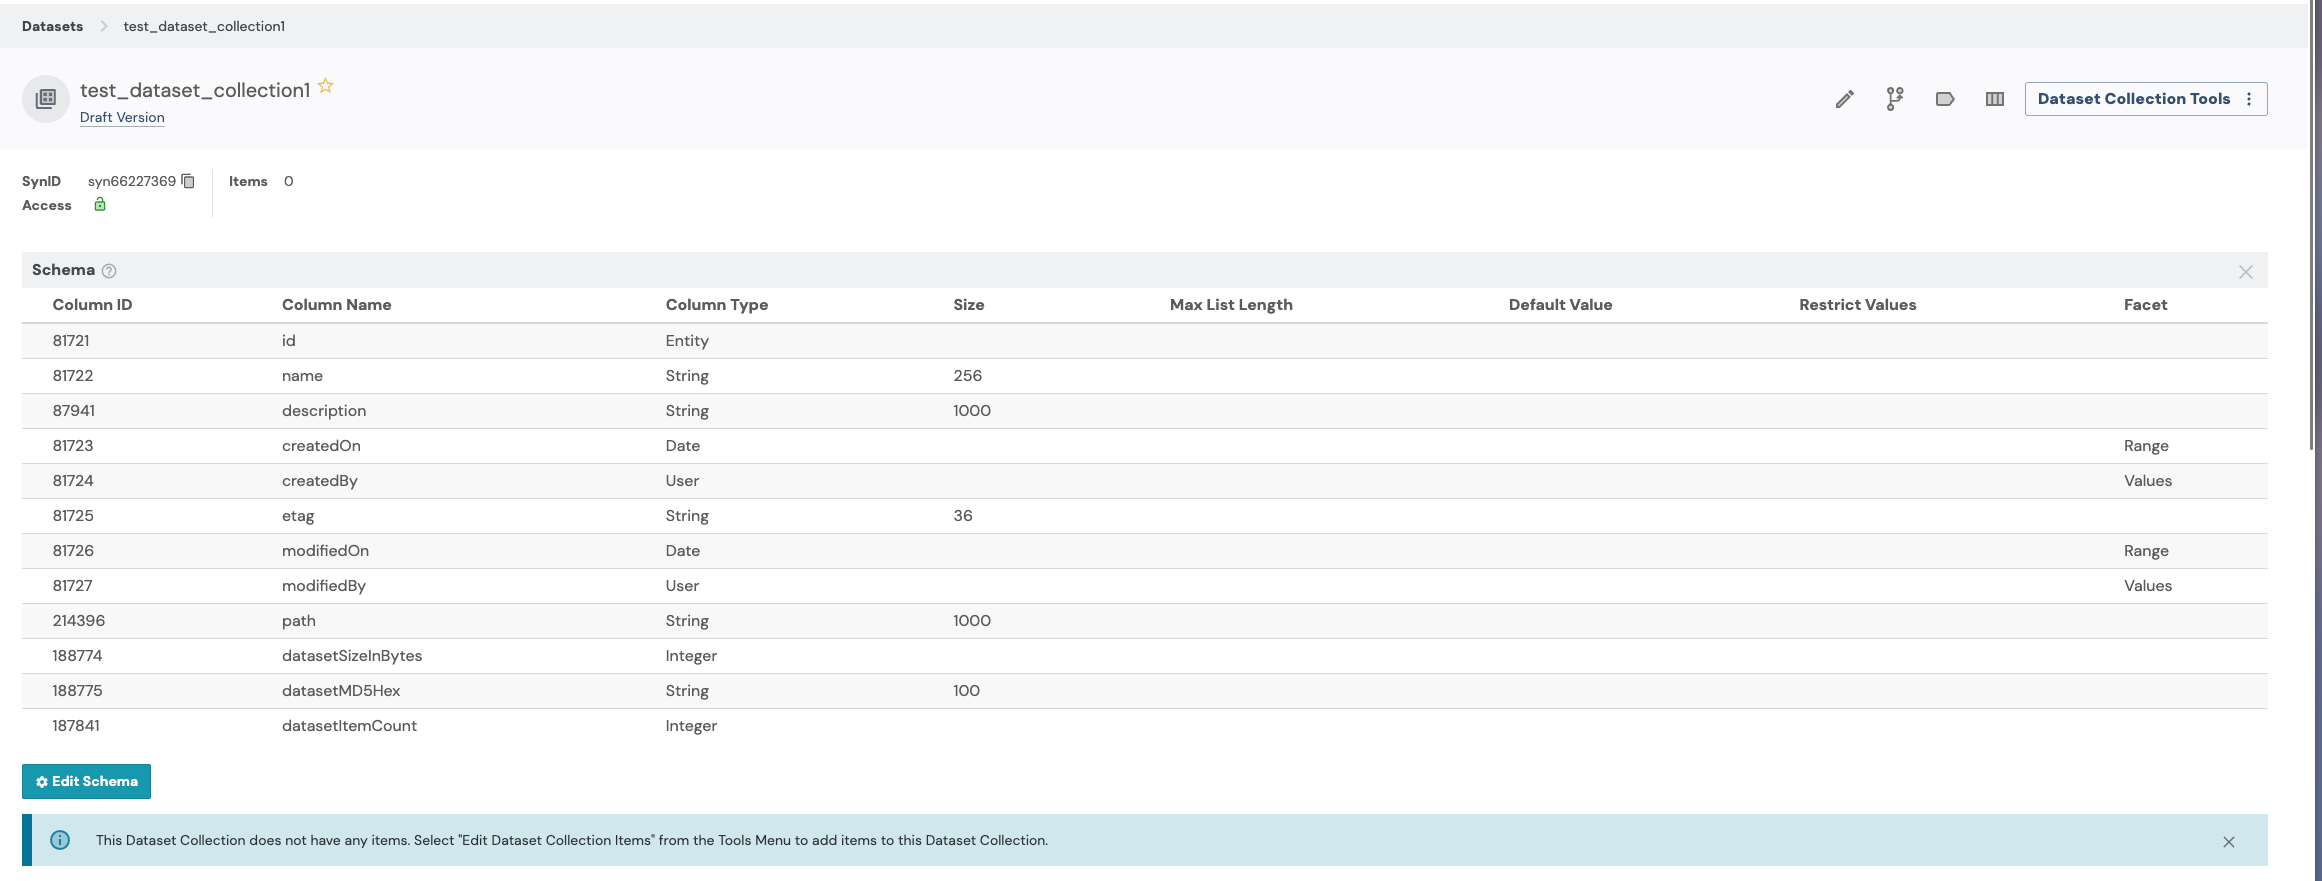 Datasets > test_dataset_collection1
test_dataset_collection1
Draft Version
Dataset Collection Tools
SynID syn66227369 Items 0
Access
Schema
Column ID Column Name Column Type Size Max List Length Default Value Restrict Values Facet
81721 id Entity
81722 name String 256
87941 description String 1000
81723 createdOn Date Range
81724 createdBy User Values
81725 etag String 36
81726 modifiedOn Date Range
81727 modifiedBy User Values
214396 path String 1000
188774 datasetSizeInBytes Integer
188775 datasetMD5Hex String 100
187841 datasetItemCount Integer
Edit Schema
This Dataset Collection does not have any items. Select "Edit Dataset Collection Items" from the Tools Menu to add items to this Dataset Collection.